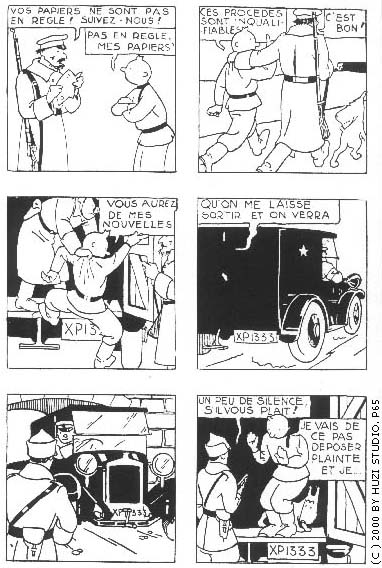 VOS PAPIERS NE SONT PAS
EN REGLE! SUIVEZ-NOUS!
PAS EN REGLE,
MES PAPIERS?
CES PROCEDES
SONT INQUALI-
FIABLES!
C'EST
BON!
VOUS AUREZ
DE MES
NOUVELLES
XP13
QU'ON ME LAISSE
SORTIR ET ON VERRA
XP1333
XP1333
UN PEU DE SILENCE,
S'IL VOUS PLAIT!
JE VAIS DE
CE PAS
DEPOSER
PLAINTE
ET JE...
XP1333
(C) 2000 BY HUZE STUDIO. P65